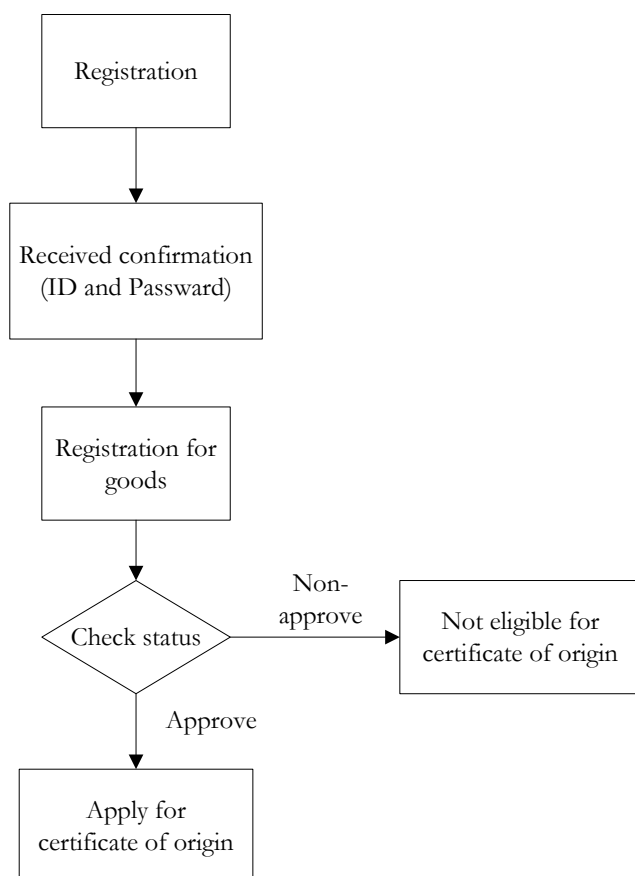 Registration
Received confirmation
(ID and Passward)
Registration for
goods
Check status
Non-
approve
Not eligible for
certificate of origin
Approve
Apply for
certificate of origin